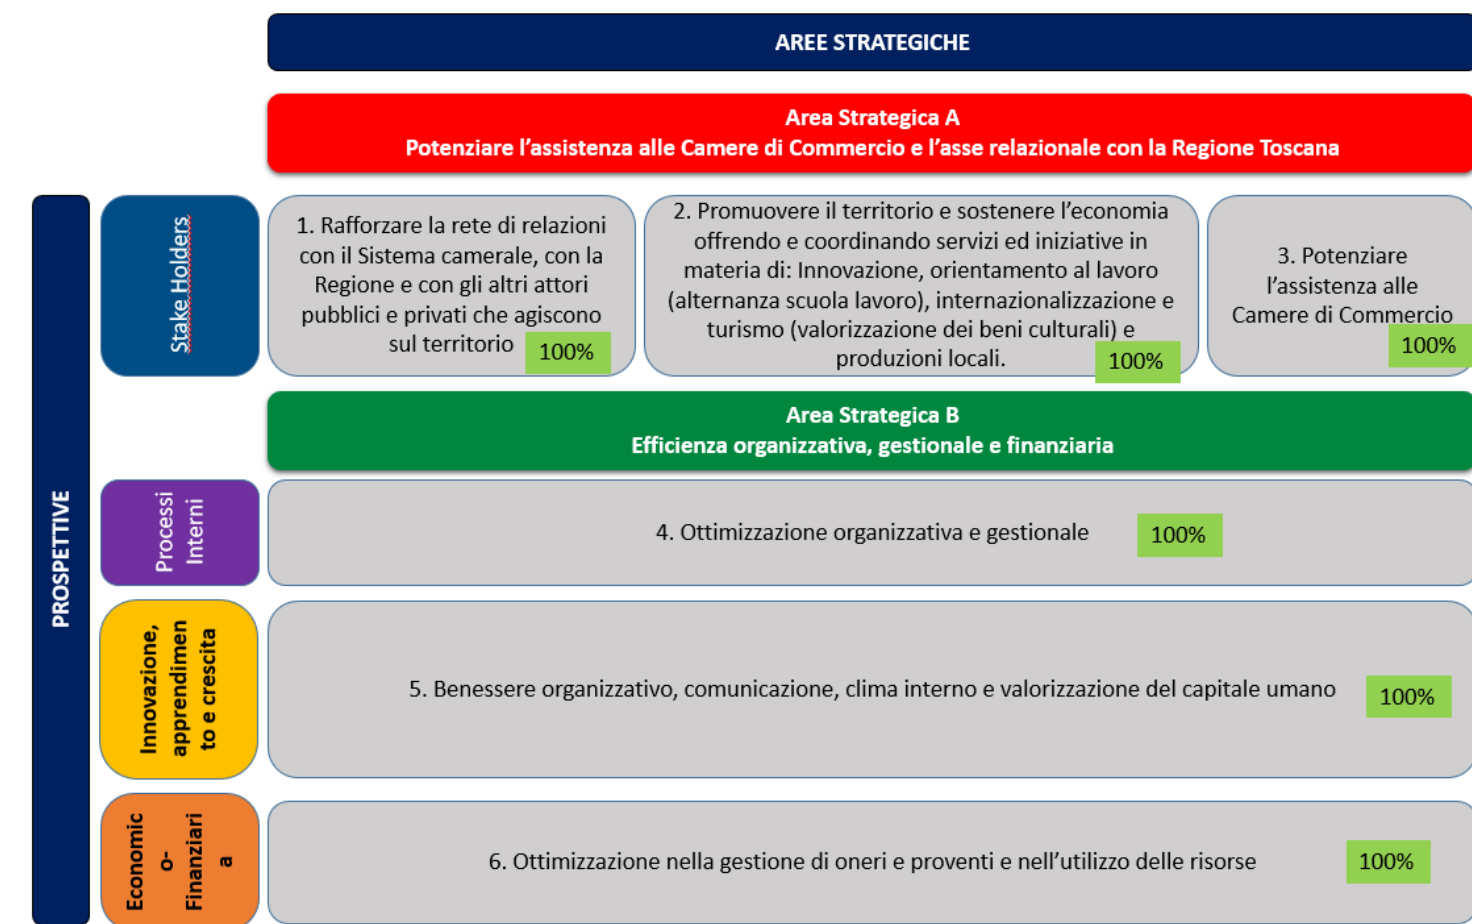 AREE STRATEGICHE
Area Strategica A
Potenziare l'assistenza alle Camere di Commercio e l'asse relazionale con la Regione Toscana
PROSPETTIVE
Stake Holders
1. Rafforzare la rete di relazioni
con il Sistema camerale, con la
Regione e con gli altri attori
pubblici e privati che agiscono
sul territorio
100%
2. Promuovere il territorio e sostenere l'economia
offrendo e coordinando servizi ed iniziative in
materia di: Innovazione, orientamento al lavoro
(alternanza scuola lavoro), internazionalizzazione e
turismo (valorizzazione dei beni culturali) e
produzioni locali.
100%
3. Potenziare
l'assistenza alle
Camere di Commercio
100%
Area Strategica B
Efficienza organizzativa, gestionale e finanziaria
Processi
Interni
4. Ottimizzazione organizzativa e gestionale
100%
Innovazione,
apprendimen
to e crescita
5. Benessere organizzativo, comunicazione, clima interno e valorizzazione del capitale umano
100%
Economic
o-
Finanziari
a
6. Ottimizzazione nella gestione di oneri e proventi e nell'utilizzo delle risorse
100%